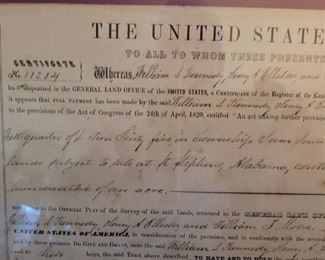 THE UNITED STATE
TO ALL TO WHOM THESE PRESENTS
CERTIFICATE
No. 11204 Whereas, William S Kennedy, Henry A Ellison and
deposited in the GENERAL LAND OFFICE of the UNITED STATES, a Certificate of the Register of the Land
it appears that FULL PAYMENT has been made by the said William S Kennedy, Henry A E
to the provisions of the Act of Congress of the 24th of April, 1820, entitled "An act making further provision
West quarter of Section Thirty five, in Township Seven
lands subject to sale at St Stephens, Alabama, cont
hundredths of an acre,
according to the OFFICIAL PLAT of the Survey of the said Lands, returned to the GENERAL LAND
William S Kennedy, Henry A Ellison and William
UNITED STATES OF AMERICA, in consideration of the premises, and in conformity with the several
by these presents DO GIVE AND GRANT, unto the said William S Kennedy, Henry A
heirs, the said Tract above described: TO HAVE AND TO HOLD the